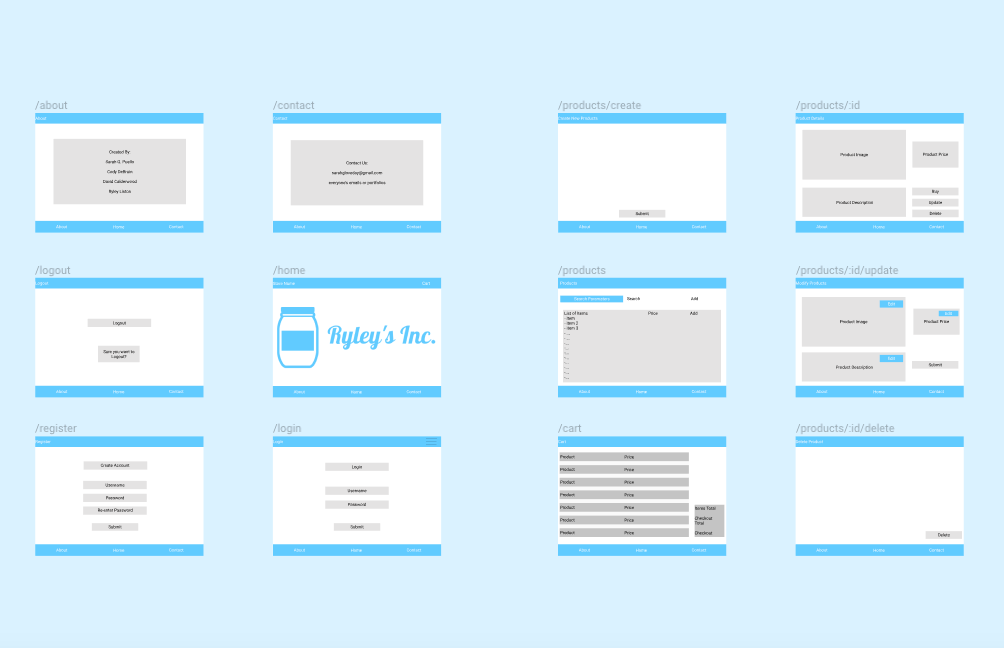 /about
About
Created By:
Sarah G. Puello
Cody DeBruin
David Calderwood
Ryley Liston
About Home Contact
/contact
Contact
Contact Us:
everyone's emails or portfolios
About Home Contact
/products/create
Create New Products
Submit
About Home Contact
/products/:id
Product Details
Product Image
Product Price
Product Description
Buy
Update
Delete
About Home Contact
/logout
Logout
Logout
Sure you want to
Logout?
About Home Contact
/home
Store Name Cart
Ryley's Inc.
About Home Contact
/products
Products
Search Parameters Search Add
List of Items Price Add
- Item
- Item 2
- Item 3
- ...
- ...
- ...
- ...
- ...
- ...
- ...
- ...
- ...
About Home Contact
/products/:id/update
Modify Products
Edit
Product Image
Edit
Product Price
Edit
Product Description
Submit
About Home Contact
/register
Register
Create Account
Username
Password
Re-enter Password
Submit
About Home Contact
/login
Login
Login
Username
Password
Submit
About Home Contact
/cart
Cart
Product Price
Product Price
Product Price
Product Price
Product Price
Product Price
Product Price
Items Total
Checkout
Total
Checkout
About Home Contact
/products/:id/delete
Delete Product
Delete
About Home Contact